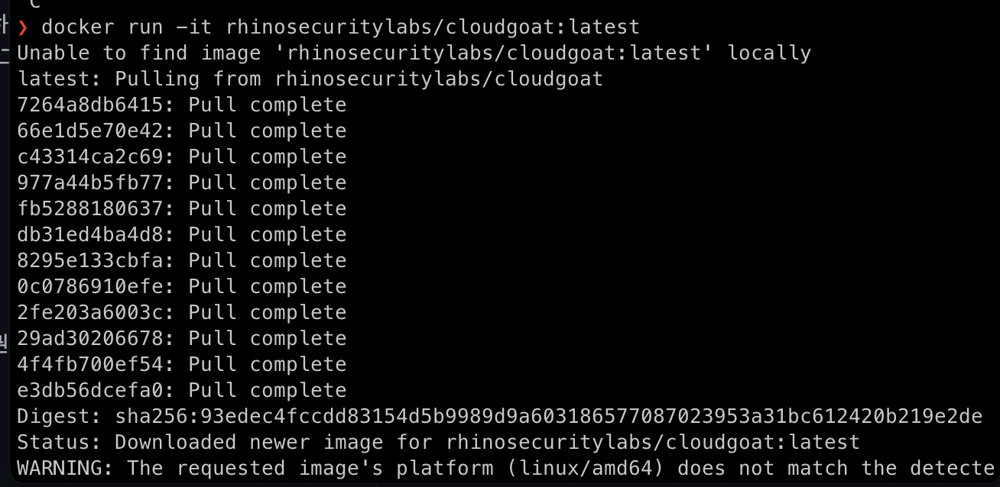 C
❯ docker run -it rhinosecuritylabs/cloudgoat:latest
Unable to find image 'rhinosecuritylabs/cloudgoat:latest' locally
latest: Pulling from rhinosecuritylabs/cloudgoat
7264a8db6415: Pull complete
66e1d5e70e42: Pull complete
c43314ca2c69: Pull complete
977a44b5fb77: Pull complete
fb5288180637: Pull complete
db31ed4ba4d8: Pull complete
8295e133cbfa: Pull complete
0c0786910efe: Pull complete
2fe203a6003c: Pull complete
29ad30206678: Pull complete
4f4fb700ef54: Pull complete
e3db56dcefa0: Pull complete
Digest: sha256:93edec4fccdd83154d5b9989d9a603186577087023953a31bc612420b219e2de
Status: Downloaded newer image for rhinosecuritylabs/cloudgoat:latest
WARNING: The requested image's platform (linux/amd64) does not match the detecte